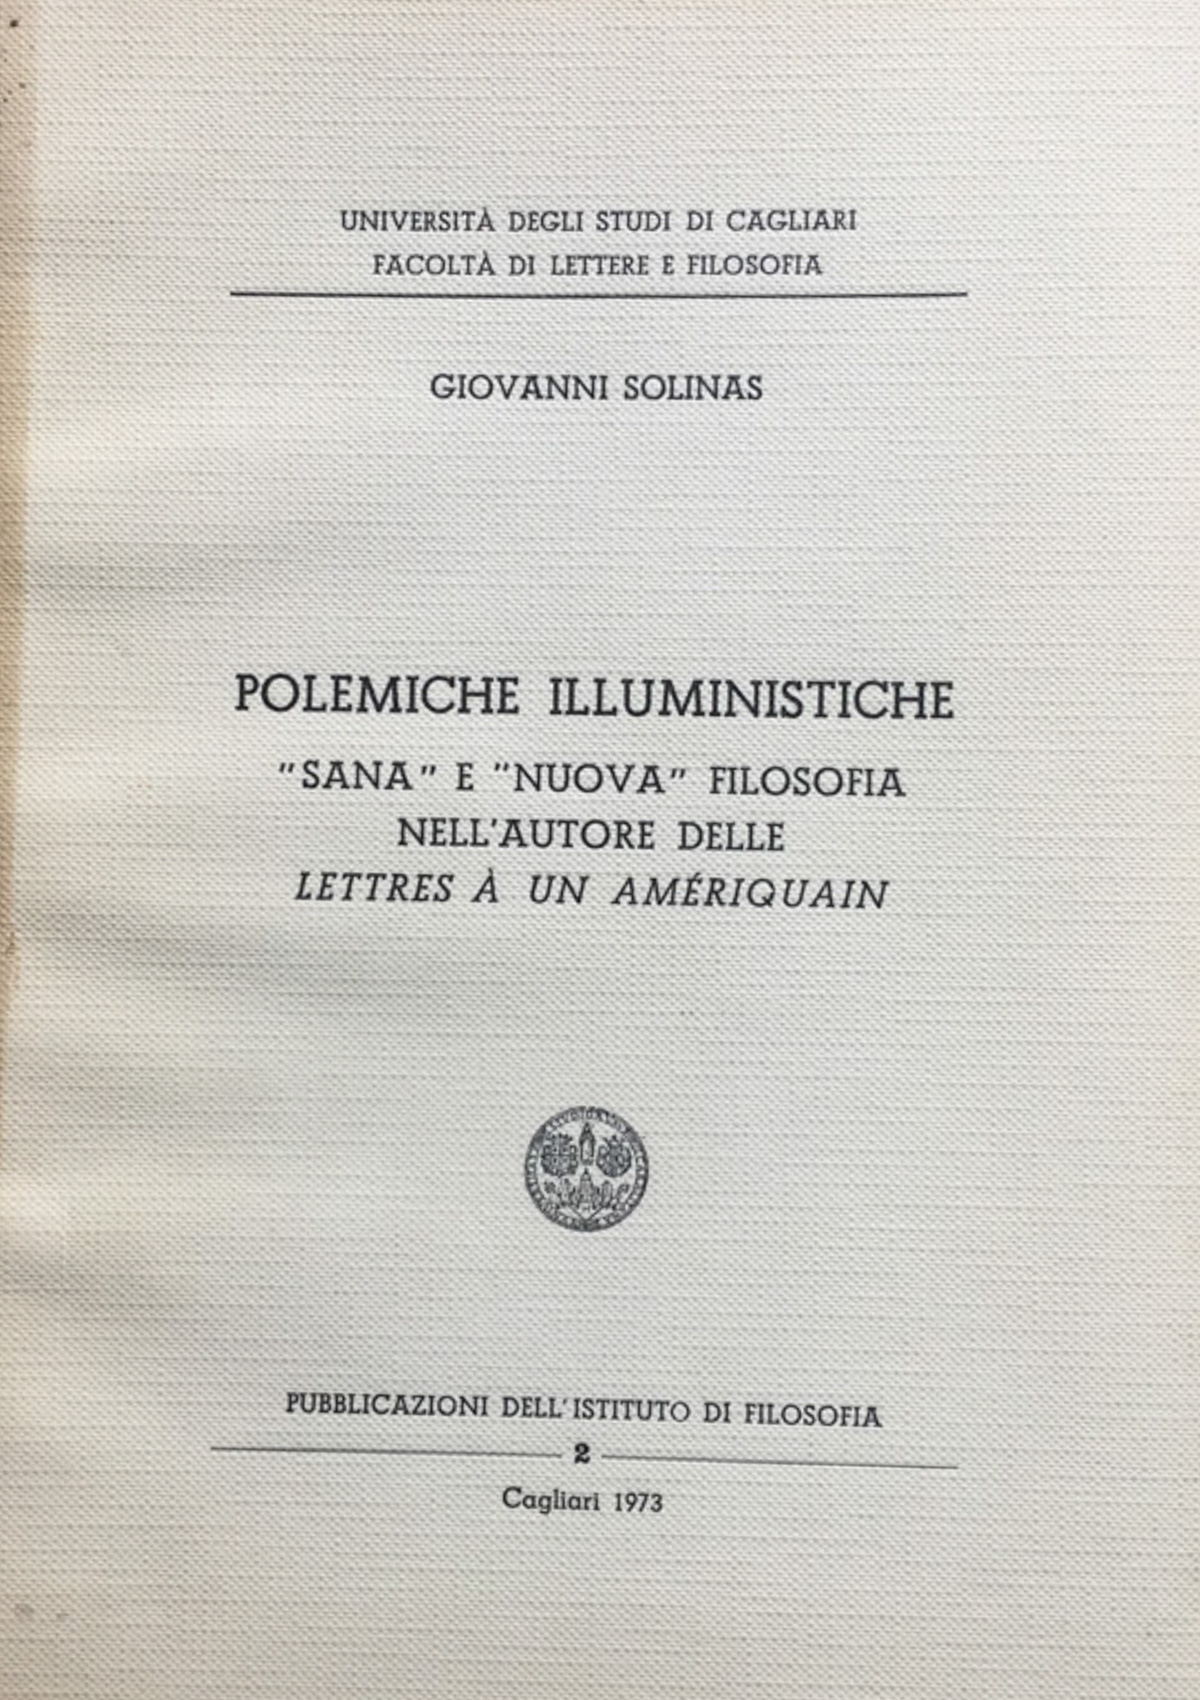 UNIVERSITÀ DEGLI STUDI DI CAGLIARI
FACOLTÀ DI LETTERE E FILOSOFIA
GIOVANNI SOLINAS
POLEMICHE ILLUMINISTICHE
"SANA" E "NUOVA" FILOSOFIA
NELL'AUTORE DELLE
LETTRES À UN AMÉRIQUAIN
PUBBLICAZIONI DELL'ISTITUTO DI FILOSOFIA
2
Cagliari 1973